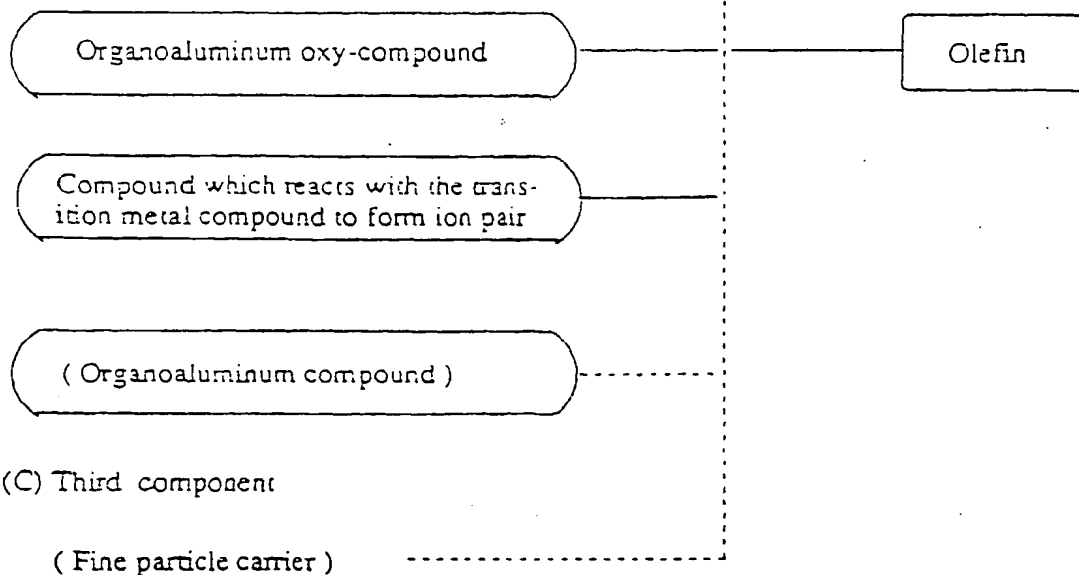 Organoaluminum oxy-compound
Olefin
Compound which reacts with the trans-
ition metal compound to form ion pair
( Organoaluminum compound )
(C) Third component
( Fine particle carrier )